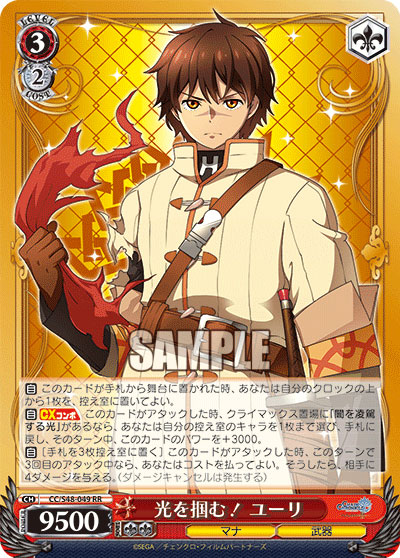 LEVEL
3
2
COST
SAMPLE
自 このカードが手札から舞台に置かれた時、あなたは自分のクロックの上
から1枚を、控え室に置いてよい。
自 CXコンボ このカードがアタックした時、クライマックス置場に「闇を凌駕
する光」があるなら、あなたは自分の控え室のキャラを1枚まで選び、手札に
戻し、そのターン中、このカードのパワーを+3000。
自 [手札を3枚控え室に置く] このカードがアタックした時、そのターンで
3回目のアタック中なら、あなたはコストを払ってよい。そうしたら、相手に
4ダメージを与える。(ダメージキャンセルは発生する)
CH CC/S48-049 RR
9500
光を掴む! ユーリ
マナ 武器
©SEGA／チェンクロ・フィルムパートナーズ